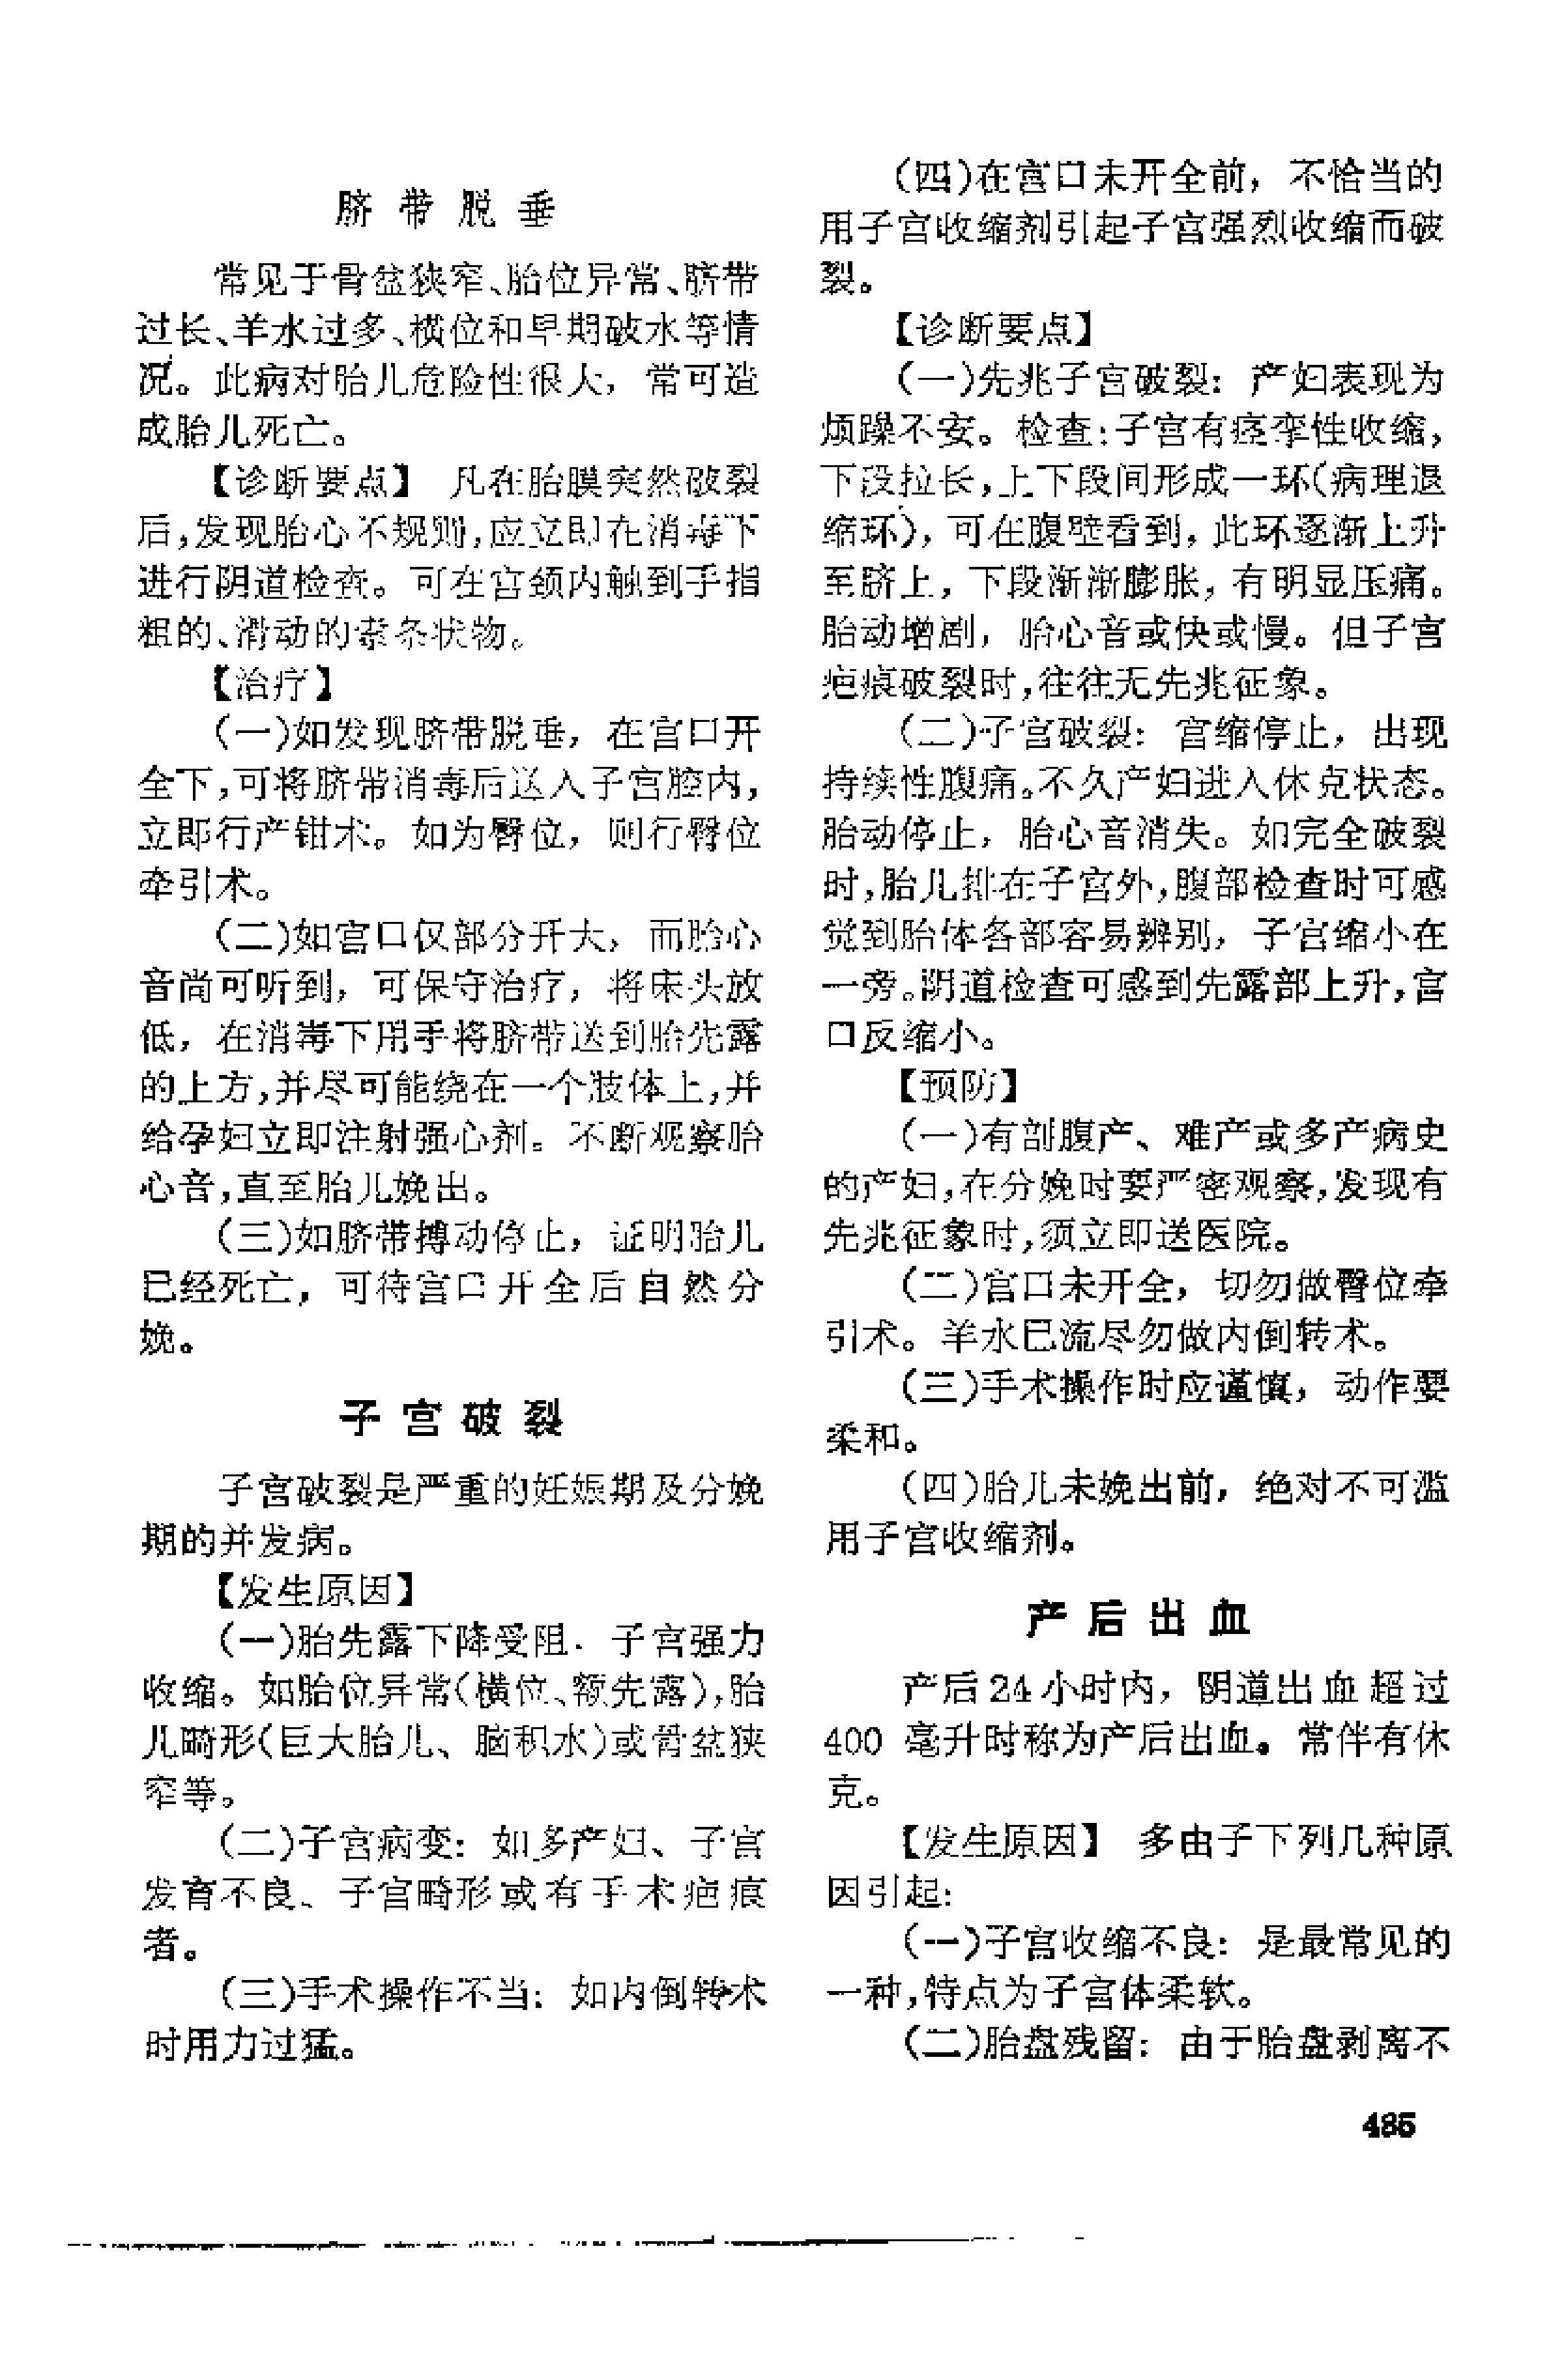 脐带脱垂
常见于骨盆狭窄、胎位异常、脐带
过长、羊水过多、横位和早期破水等情
况。此病对胎儿危险性很大，常可造
成胎儿死亡。
【诊断要点】 凡在胎膜突然破裂
后，发现胎心不规则，应立即在消毒下
进行阴道检查。可在宫颈内触到手指
粗的、滑动的索条状物。
【治疗】
(一)如发现脐带脱垂，在宫口开
全下，可将脐带消毒后送入子宫腔内，
立即行产钳术。如为臀位，则行臀位
牵引术。
(二)如宫口仅部分开大，而胎心
音尚可听到，可保守治疗，将床头放
低，在消毒下用手将脐带送到胎先露
的上方，并尽可能绕在一个肢体上，并
给孕妇立即注射强心剂。不断观察胎
心音，直至胎儿娩出。
(三)如脐带搏动停止，证明胎儿
已经死亡，可待宫口开全后自然分
娩。
子宫破裂
子宫破裂是严重的妊娠期及分娩
期的并发病。
【发生原因】
(一)胎先露下降受阻. 子宫强力
收缩。如胎位异常(横位、额先露)，胎
儿畸形(巨大胎儿、脑积水)或骨盆狭
窄等。
(二)子宫病变：如多产妇、子宫
发育不良、子宫畸形或有手术疤痕
者。
(三)手术操作不当：如内倒转术
时用力过猛。
(四)在宫口未开全前，不恰当的
用子宫收缩剂引起子宫强烈收缩而破
裂。
【诊断要点】
(一)先兆子宫破裂：产妇表现为
烦躁不安。检查：子宫有痉挛性收缩，
下段拉长，上下段间形成一环(病理退
缩环)，可在腹壁看到，此环逐渐上升
至脐上，下段渐渐膨胀，有明显压痛。
胎动增剧，胎心音或快或慢。但子宫
疤痕破裂时，往往无先兆征象。
(二)子宫破裂：宫缩停止，出现
持续性腹痛。不久产妇进入休克状态。
胎动停止，胎心音消失。如完全破裂
时，胎儿排在子宫外，腹部检查时可感
觉到胎体各部容易辨别，子宫缩小在
一旁。阴道检查可感到先露部上升，宫
口反缩小。
【预防】
(一)有剖腹产、难产或多产病史
的产妇，在分娩时要严密观察，发现有
先兆征象时，须立即送医院。
(二)宫口未开全，切勿做臀位牵
引术。羊水已流尽勿做内倒转术。
(三)手术操作时应谨慎，动作要
柔和。
(四)胎儿未娩出前，绝对不可滥
用子宫收缩剂。
产后出血
产后24小时内，阴道出血超过
400 毫升时称为产后出血。常伴有休
克。
【发生原因】 多由于下列几种原
因引起：
(一)子宫收缩不良：是最常见的
一种，特点为子宫体柔软。
(二)胎盘残留：由于胎盘剥离不
485